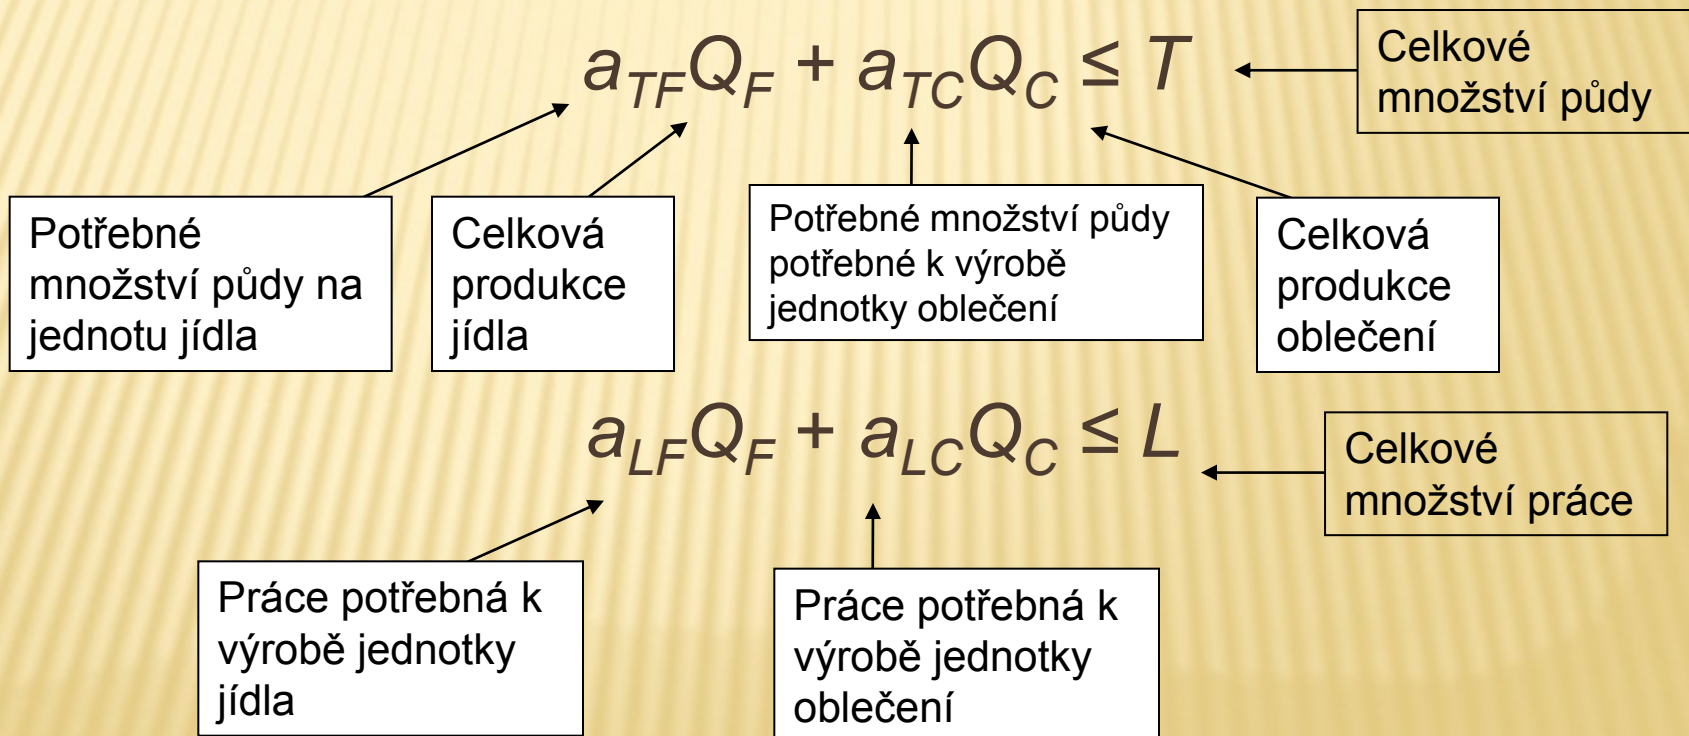 a_TF Q_F + a_TC Q_C ≤ T
Celkové
množství půdy
Potřebné
množství půdy na
jednotu jídla
Celková
produkce
jídla
Potřebné množství půdy
potřebné k výrobě
jednotky oblečení
Celková
produkce
oblečení
a_LF Q_F + a_LC Q_C ≤ L
Celkové
množství práce
Práce potřebná k
výrobě jednotky
jídla
Práce potřebná k
výrobě jednotky
oblečení